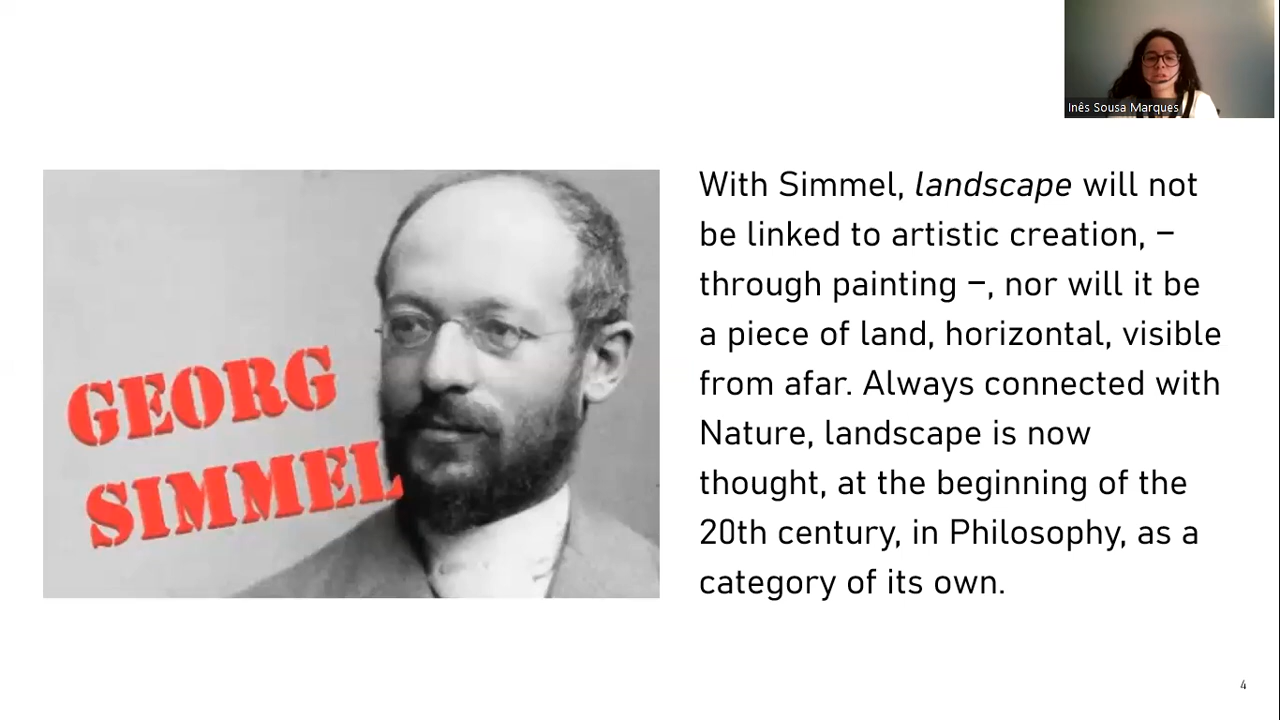 Inês Sousa Marques
GEORG
SIMMEL
With Simmel, landscape will not
be linked to artistic creation, –
through painting –, nor will it be
a piece of land, horizontal, visible
from afar. Always connected with
Nature, landscape is now
thought, at the beginning of the
20th century, in Philosophy, as a
category of its own.
4